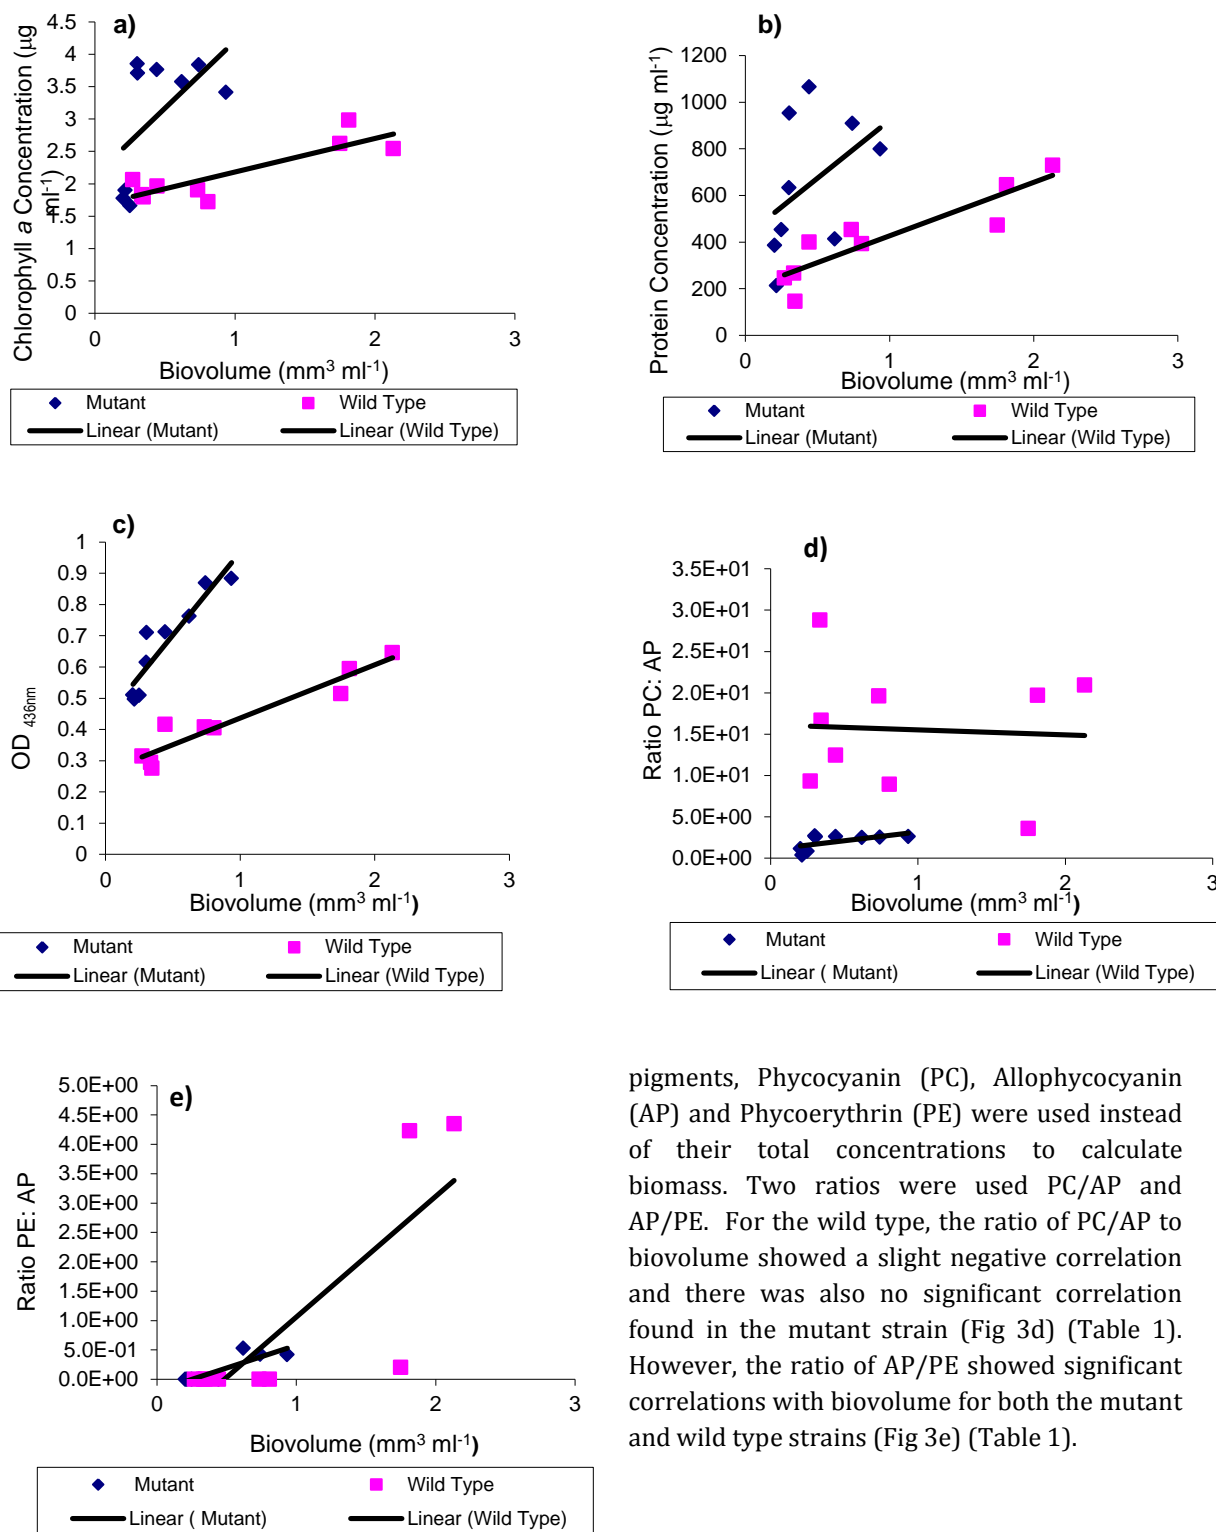 a)
Chlorophyll a Concentration (µg
ml-1)
4.5
4
3.5
3
2.5
2
1.5
1
0.5
0
0 1 2 3
Biovolume (mm3 ml-1)
Mutant Wild Type
Linear (Mutant) Linear (Wild Type)
b)
Protein Concentration (µg ml-1)
1200
1000
800
600
400
200
0
0 1 2 3
Biovolume (mm3 ml-1)
Mutant Wild Type
Linear (Mutant) Linear (Wild Type)
c)
OD 436nm
1
0.9
0.8
0.7
0.6
0.5
0.4
0.3
0.2
0.1
0
0 1 2 3
Biovolume (mm3 ml-1)
Mutant Wild Type
Linear (Mutant) Linear (Wild Type)
d)
Ratio PC: AP
3.5E+01
3.0E+01
2.5E+01
2.0E+01
1.5E+01
1.0E+01
5.0E+00
0.0E+00
0 1 2 3
Biovolume (mm3 ml-1)
Mutant Wild Type
Linear ( Mutant) Linear (Wild Type)
e)
Ratio PE: AP
5.0E+00
4.5E+00
4.0E+00
3.5E+00
3.0E+00
2.5E+00
2.0E+00
1.5E+00
1.0E+00
5.0E-01
0.0E+00
0 1 2 3
Biovolume (mm3 ml-1)
Mutant Wild Type
Linear ( Mutant) Linear (Wild Type)
pigments, Phycocyanin (PC), Allophycocyanin
(AP) and Phycoerythrin (PE) were used instead
of their total concentrations to calculate
biomass. Two ratios were used PC/AP and
AP/PE. For the wild type, the ratio of PC/AP to
biovolume showed a slight negative correlation
and there was also no significant correlation
found in the mutant strain (Fig 3d) (Table 1).
However, the ratio of AP/PE showed significant
correlations with biovolume for both the mutant
and wild type strains (Fig 3e) (Table 1).